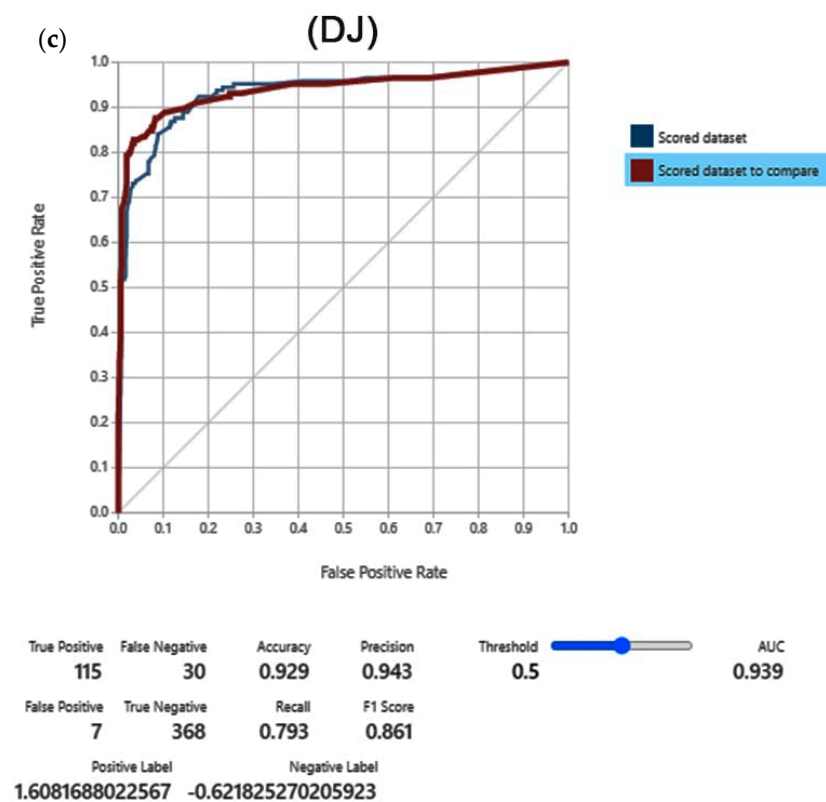 (c)
(DJ)
1.0
0.9
0.8
0.7
0.6
0.5
0.4
0.3
0.2
0.1
0.0
True Positive Rate
0.0 0.1 0.2 0.3 0.4 0.5 0.6 0.7 0.8 0.9 1.0
False Positive Rate
Scored dataset
Scored dataset to compare
True Positive False Negative Accuracy Precision Threshold AUC
115 30 0.929 0.943 0.5 0.939
False Positive True Negative Recall F1 Score
7 368 0.793 0.861
Positive Label Negative Label
1.6081688022567 -0.621825270205923